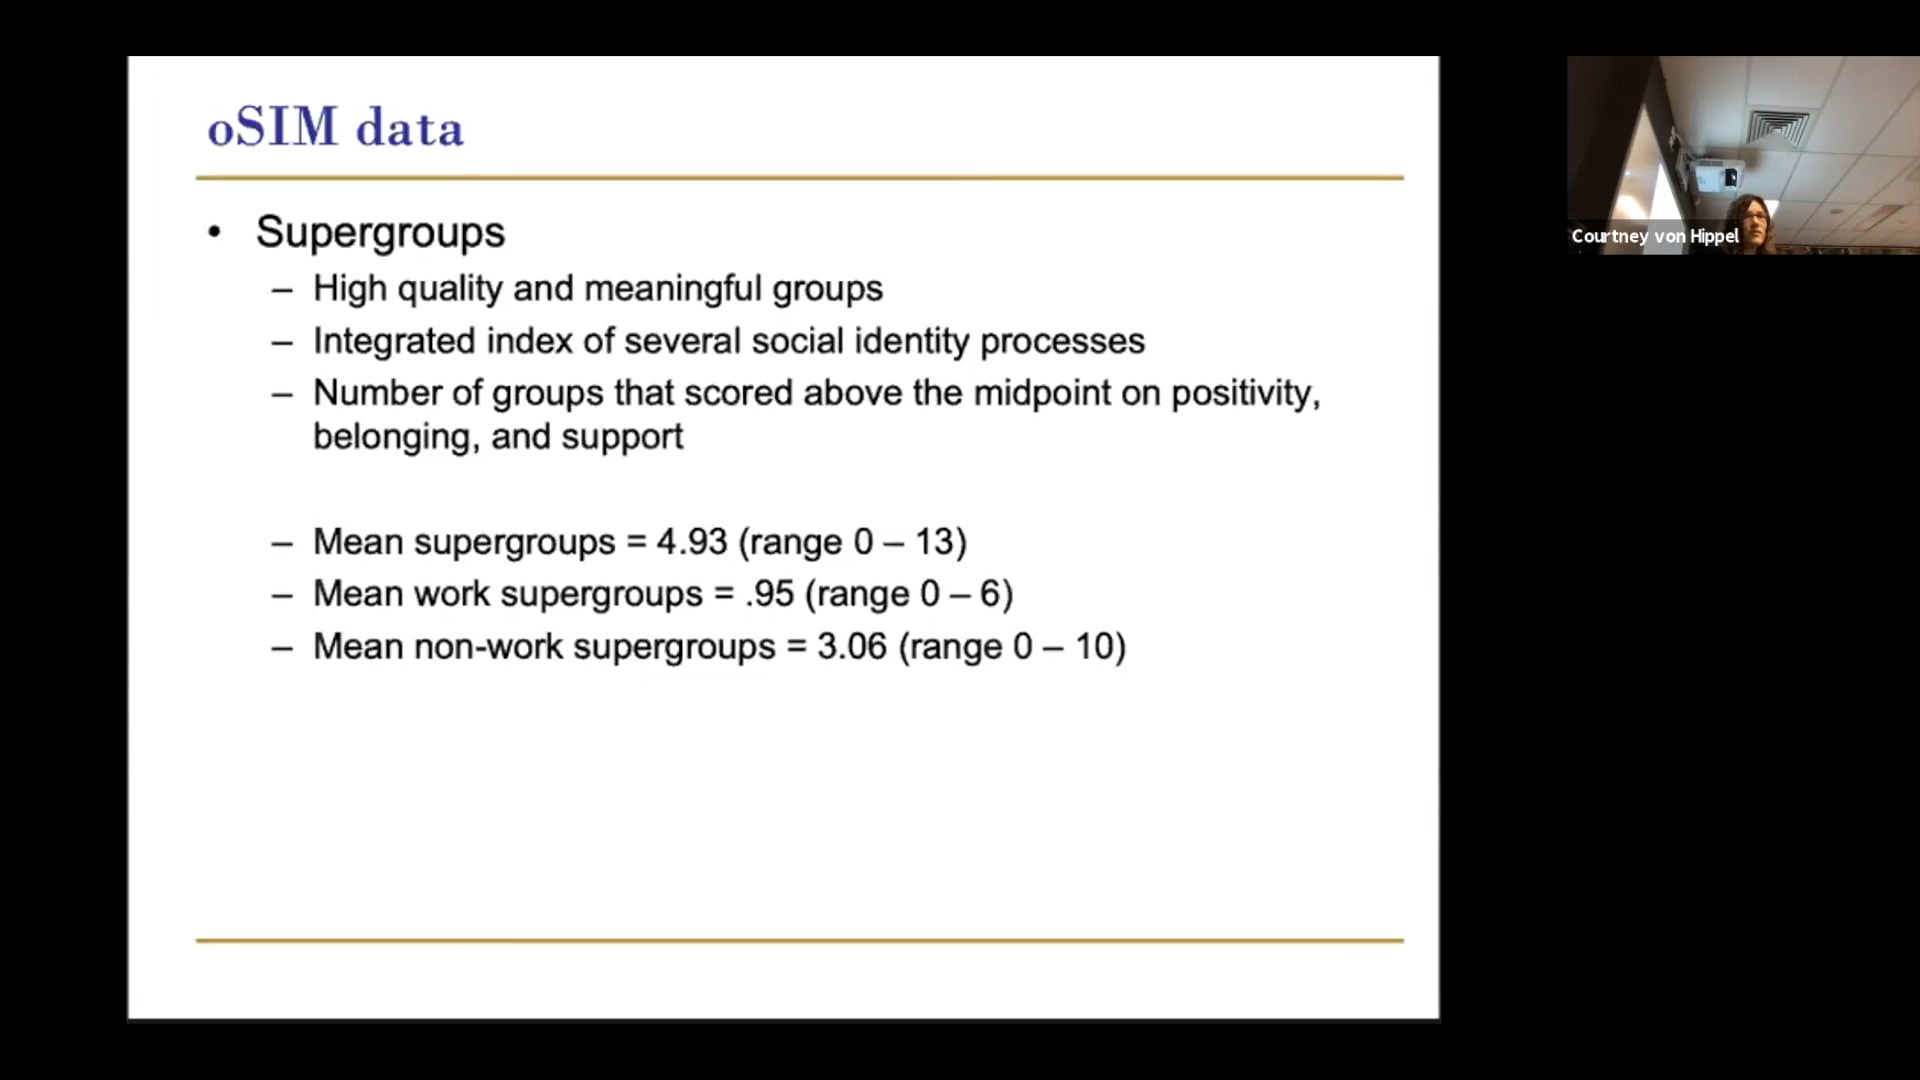 oSIM data
• Supergroups
– High quality and meaningful groups
– Integrated index of several social identity processes
– Number of groups that scored above the midpoint on positivity,
belonging, and support
– Mean supergroups = 4.93 (range 0 – 13)
– Mean work supergroups = .95 (range 0 – 6)
– Mean non-work supergroups = 3.06 (range 0 – 10)
Courtney von Hippel